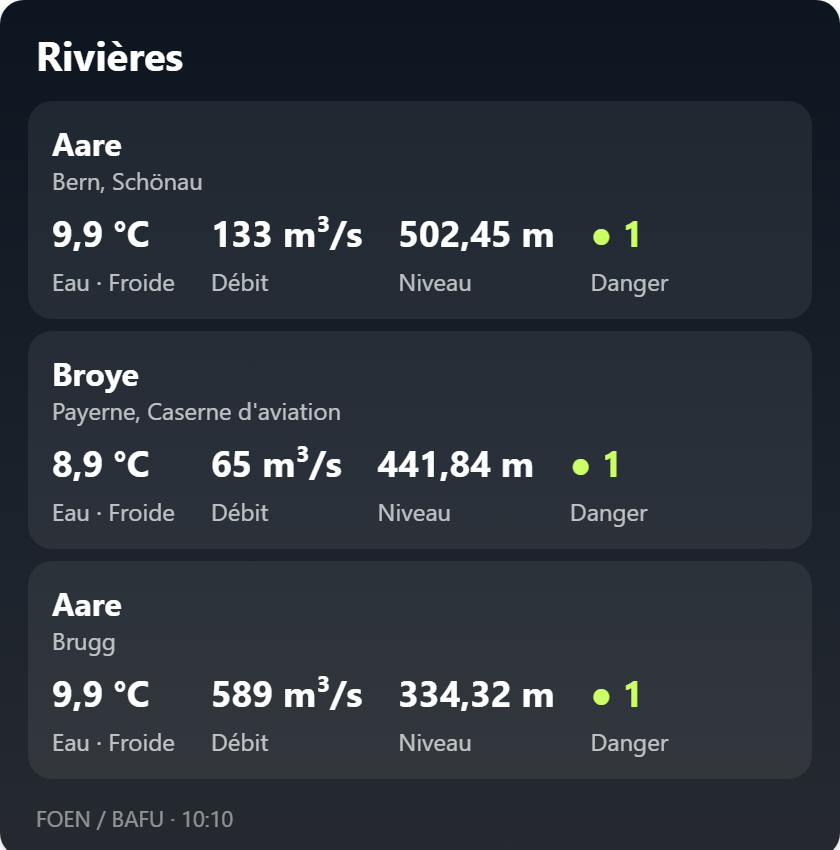 Rivières
Aare
Bern, Schönau
9,9 °C 133 m³/s 502,45 m ● 1
Eau · Froide Débit Niveau Danger
Broye
Payerne, Caserne d'aviation
8,9 °C 65 m³/s 441,84 m ● 1
Eau · Froide Débit Niveau Danger
Aare
Brugg
9,9 °C 589 m³/s 334,32 m ● 1
Eau · Froide Débit Niveau Danger
FOEN / BAFU · 10:10